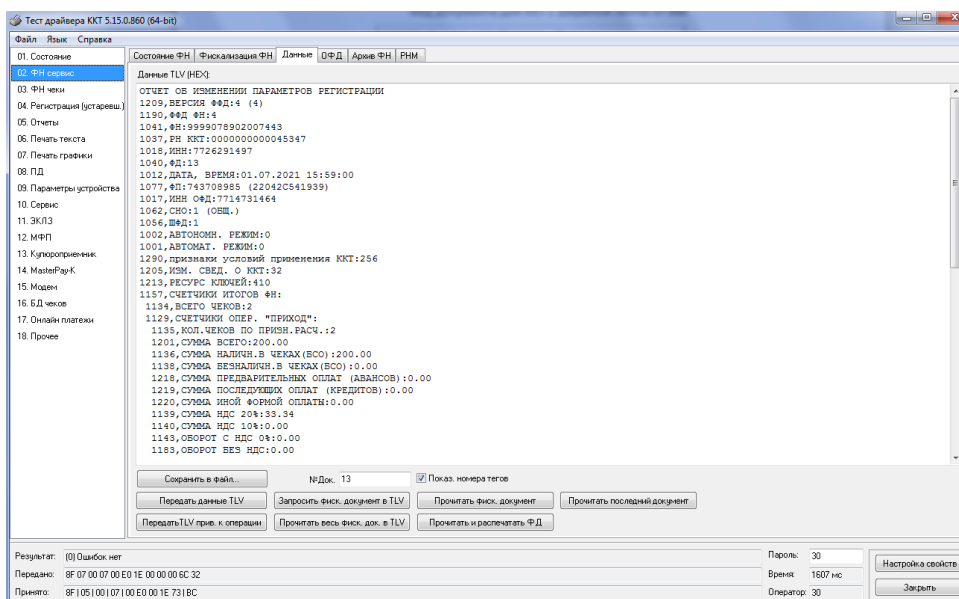 Тест драйвера ККТ 5.15.0.860 (64-bit)
Файл Язык Справка
01. Состояние
02. ФН сервис
03. ФН чеки
04. Регистрация (устаревш.)
05. Отчеты
06. Печать текста
07. Печать графики
08. ПД
09. Параметры устройства
10. Сервис
11. ЭКЛЗ
12. МФП
13. Купюроприемник
14. MasterPay-K
15. Модем
16. БД чеков
17. Онлайн платежи
18. Прочее
Состояние ФН Фискализация ФН Данные ОФД Архив ФН РНМ
Данные TLV (HEX):
ОТЧЕТ ОБ ИЗМЕНЕНИИ ПАРАМЕТРОВ РЕГИСТРАЦИИ
1209,ВЕРСИЯ ФФД:4 (4)
1190,ФФД ФН:4
1041,ФН:9999078902007443
1037,РН ККТ:0000000000045347
1018,ИНН:7726291497
1040,ФД:13
1012,ДАТА, ВРЕМЯ:01.07.2021 15:59:00
1077,ФП:743708985 (22042C541939)
1017,ИНН ОФД:7714731464
1062,СНО:1 (ОБЩ.)
1056,ШФД:1
1002,АВТОНОМН. РЕЖИМ:0
1001,АВТОМАТ. РЕЖИМ:0
1290,признаки условий применения ККТ:256
1205,ИЗМ. СВЕД. О ККТ:32
1213,РЕСУРС КЛЮЧЕЙ:410
1157,СЧЕТЧИКИ ИТОГОВ ФН:
1134,ВСЕГО ЧЕКОВ:2
1129,СЧЕТЧИКИ ОПЕР. "ПРИХОД":
1135,КОЛ.ЧЕКОВ ПО ПРИЗН.РАСЧ.:2
1201,СУММА ВСЕГО:200.00
1136,СУММА НАЛИЧН.В ЧЕКАХ(БСО):200.00
1138,СУММА БЕЗНАЛИЧН.В ЧЕКАХ(БСО):0.00
1218,СУММА ПРЕДВАРИТЕЛЬНЫХ ОПЛАТ (АВАНСОВ):0.00
1219,СУММА ПОСЛЕДУЮЩИХ ОПЛАТ (КРЕДИТОВ):0.00
1220,СУММА ИНОЙ ФОРМОЙ ОПЛАТЫ:0.00
1139,СУММА НДС 20%:33.34
1140,СУММА НДС 10%:0.00
1143,ОБОРОТ С НДС 0%:0.00
1183,ОБОРОТ БЕЗ НДС:0.00
Сохранить в файл... №Док. 13 Показ. номера тегов
Передать данные TLV Запросить фиск. документ в TLV Прочитать фиск. документ Прочитать последний документ
Передать TLV прив. к операции Прочитать весь фиск. док. в TLV Прочитать и распечатать ФД
Результат: (0) Ошибок нет
Передано: 8F 07 00 07 00 E0 1E 00 00 00 6C 32
Принято: 8F | 05 | 00 | 07 | 00 E0 00 1E 73 | BC
Пароль: 30
Время: 1607 мс
Оператор: 30
Настройка свойств
Закрыть